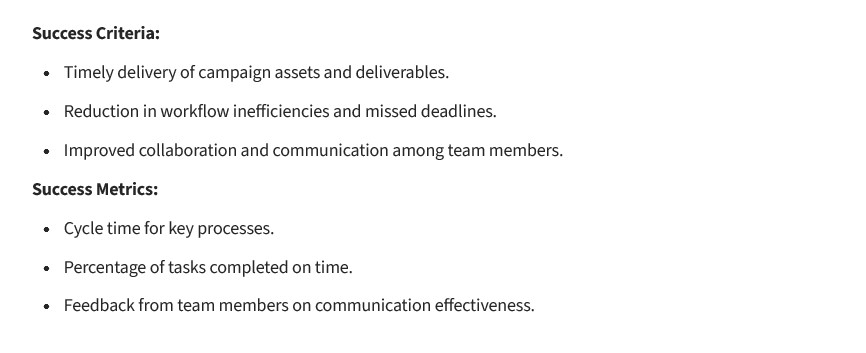 Success Criteria:
• Timely delivery of campaign assets and deliverables.
• Reduction in workflow inefficiencies and missed deadlines.
• Improved collaboration and communication among team members.
Success Metrics:
• Cycle time for key processes.
• Percentage of tasks completed on time.
• Feedback from team members on communication effectiveness.